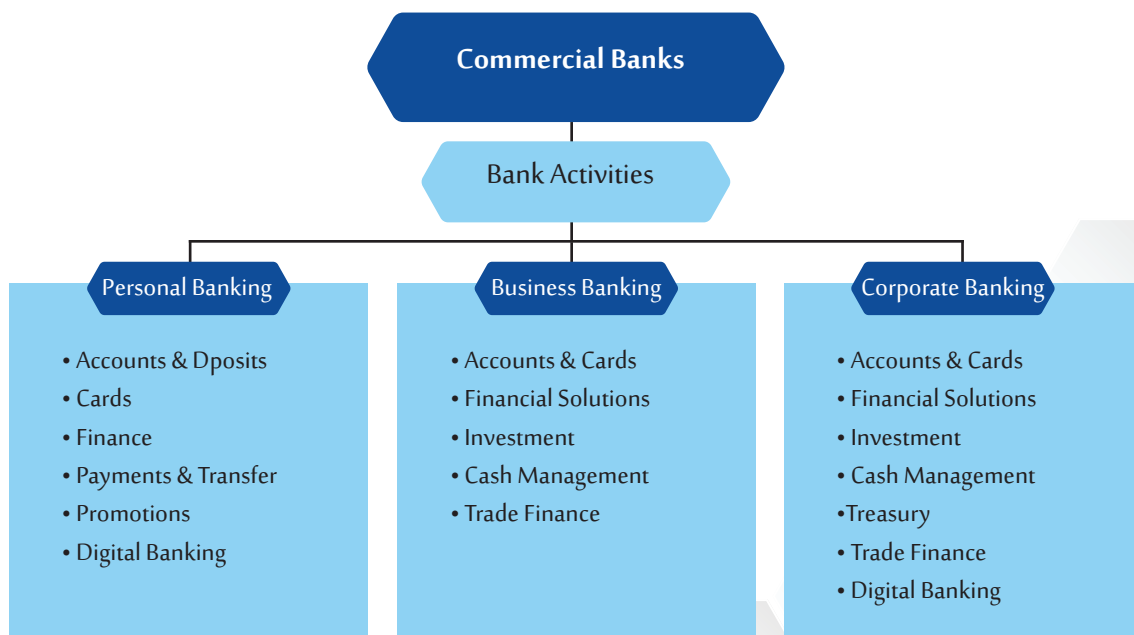 Commercial Banks
Bank Activities
Personal Banking
• Accounts & Dposits
• Cards
• Finance
• Payments & Transfer
• Promotions
• Digital Banking
Business Banking
• Accounts & Cards
• Financial Solutions
• Investment
• Cash Management
• Trade Finance
Corporate Banking
• Accounts & Cards
• Financial Solutions
• Investment
• Cash Management
•Treasury
• Trade Finance
• Digital Banking